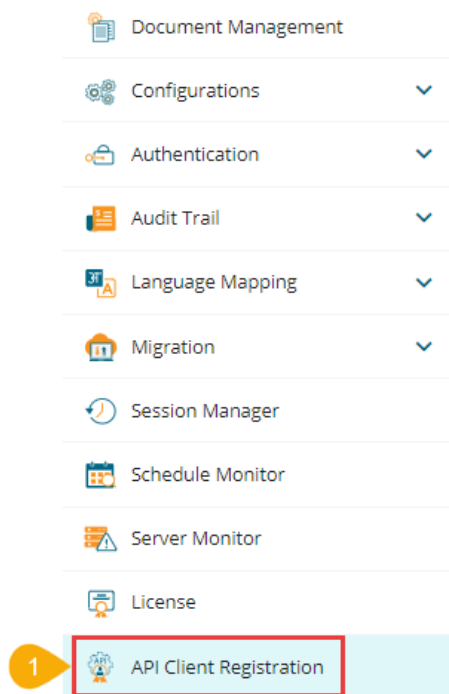 Document Management
Configurations
Authentication
Audit Trail
Language Mapping
Migration
Session Manager
Schedule Monitor
Server Monitor
License
1 API Client Registration